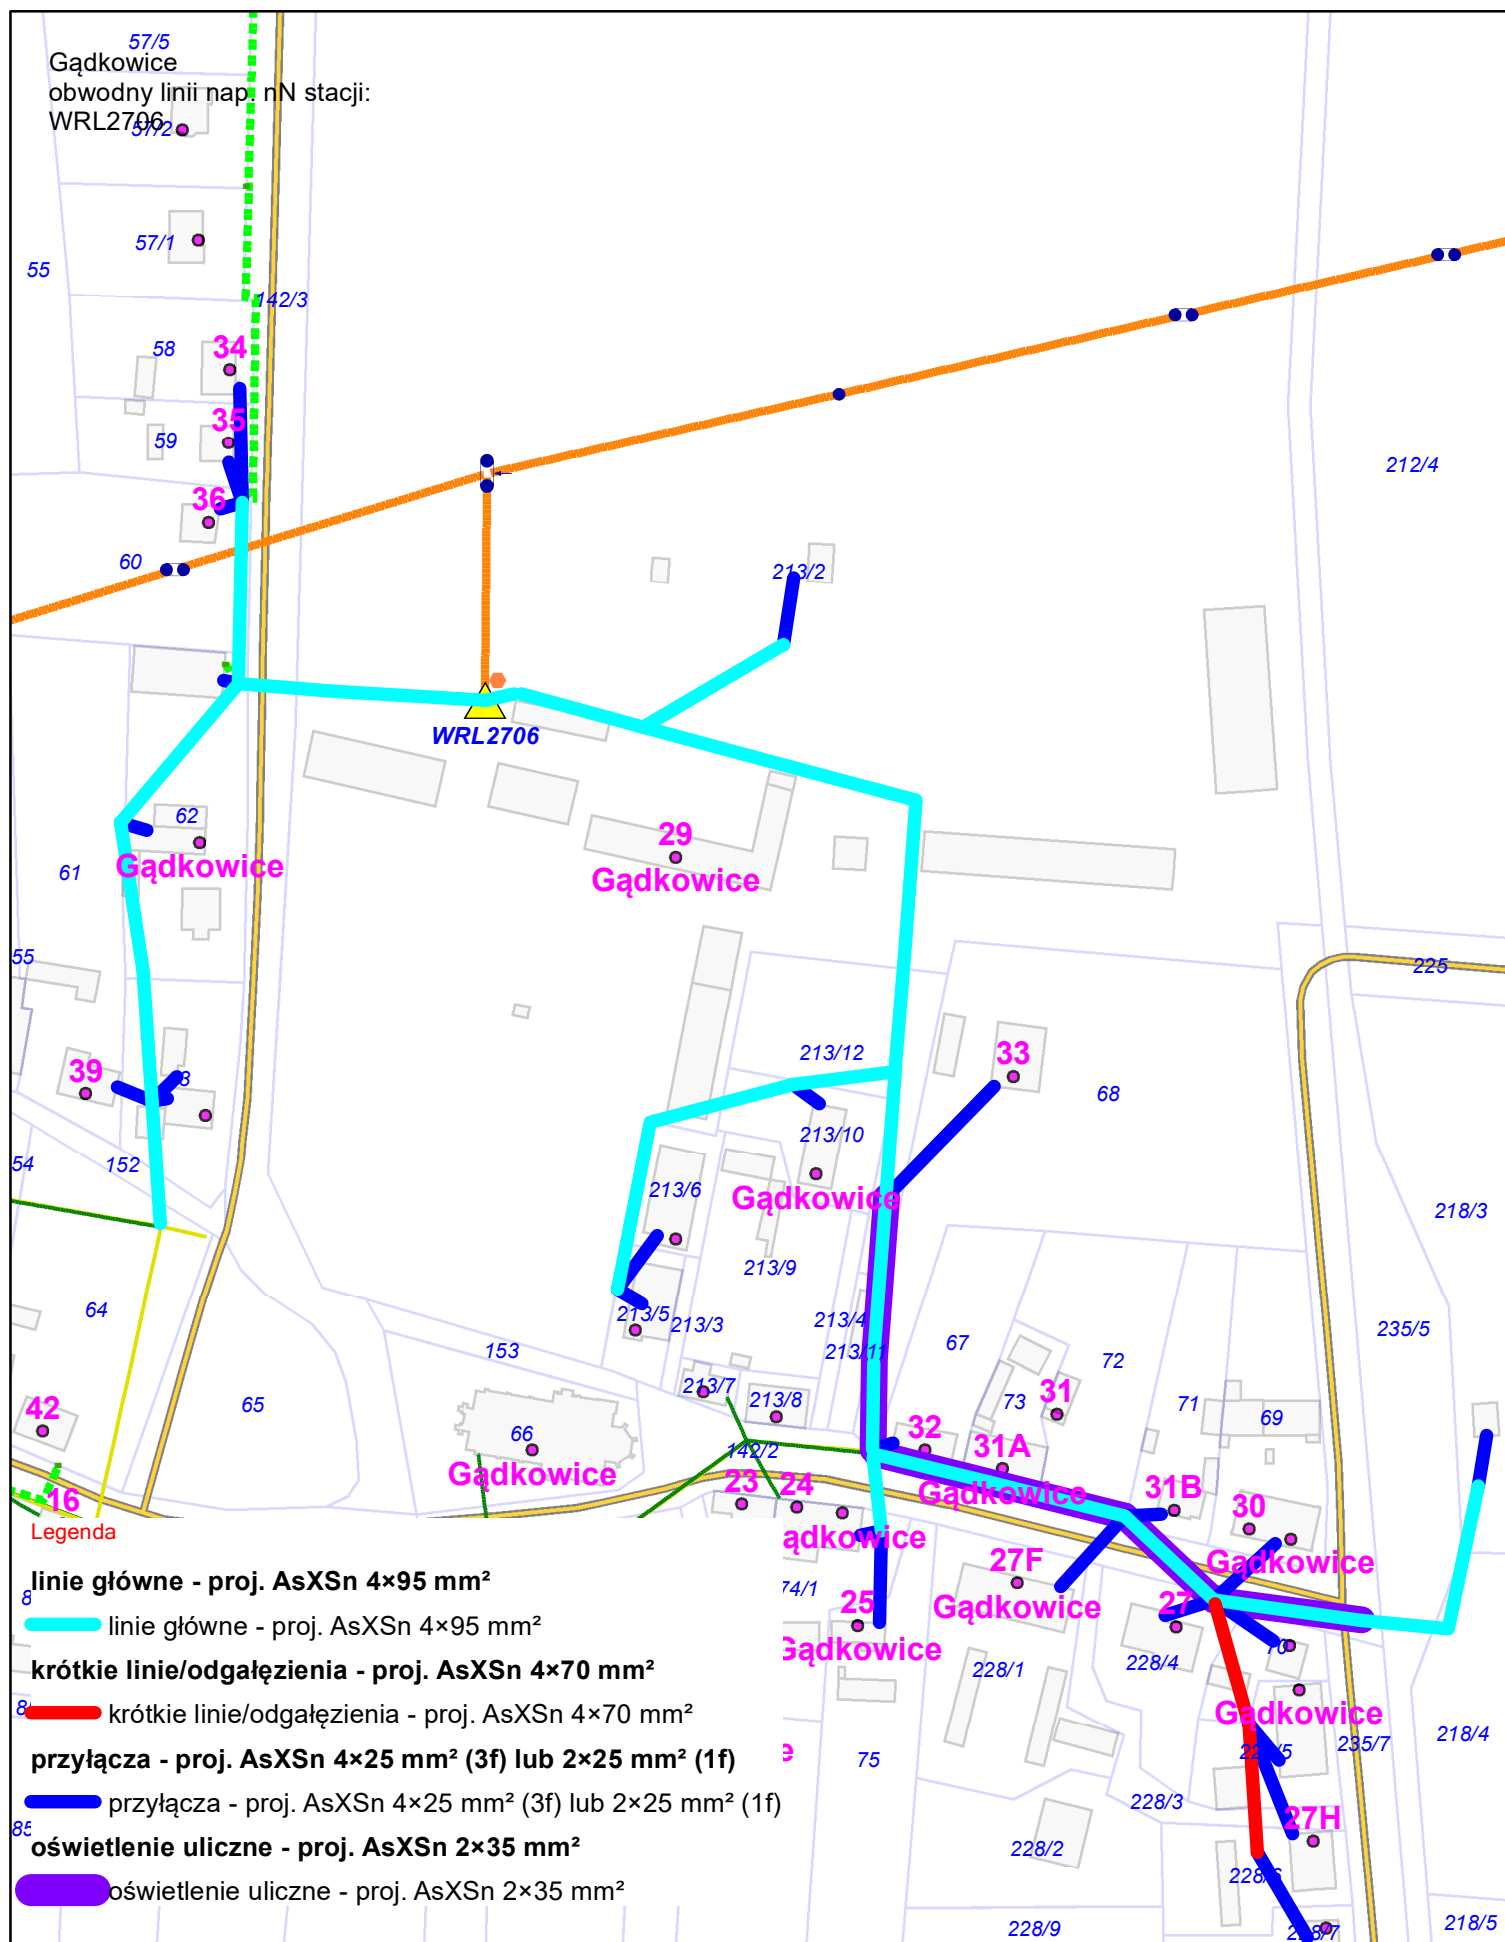 57/5
Gądkowice
obwodny linii nap. nN stacji:
WRL2706
57/2
57/1
55
142/3
58
34
35
59
212/4
36
60
213/2
WRL2706
62
29
Gądkowice
Gądkowice
61
55
225
213/12
33
39
68
213/10
54
152
213/6
Gądkowice
218/3
213/9
64
213/5
213/3
213/4
235/5
67
153
213/11
72
213/7
213/8
65
73
31
71
69
42
66
32
142/2
31A
Gądkowice
Gądkowice
16
23
24
31B
30
Legenda
ądkowice
27F
Gądkowice
linie główne - proj. AsXSn 4×95 mm²
74/1
25
Gądkowice
27
linie główne - proj. AsXSn 4×95 mm²
Gądkowice
70
krótkie linie/odgałęzienia - proj. AsXSn 4×70 mm²
228/1
228/4
krótkie linie/odgałęzienia - proj. AsXSn 4×70 mm²
Gądkowice
218/4
235/7
przyłącza - proj. AsXSn 4×25 mm² (3f) lub 2×25 mm² (1f)
75
przyłącza - proj. AsXSn 4×25 mm² (3f) lub 2×25 mm² (1f)
228/3
27H
85
oświetlenie uliczne - proj. AsXSn 2×35 mm²
228/2
228/6
oświetlenie uliczne - proj. AsXSn 2×35 mm²
228/9
218/5